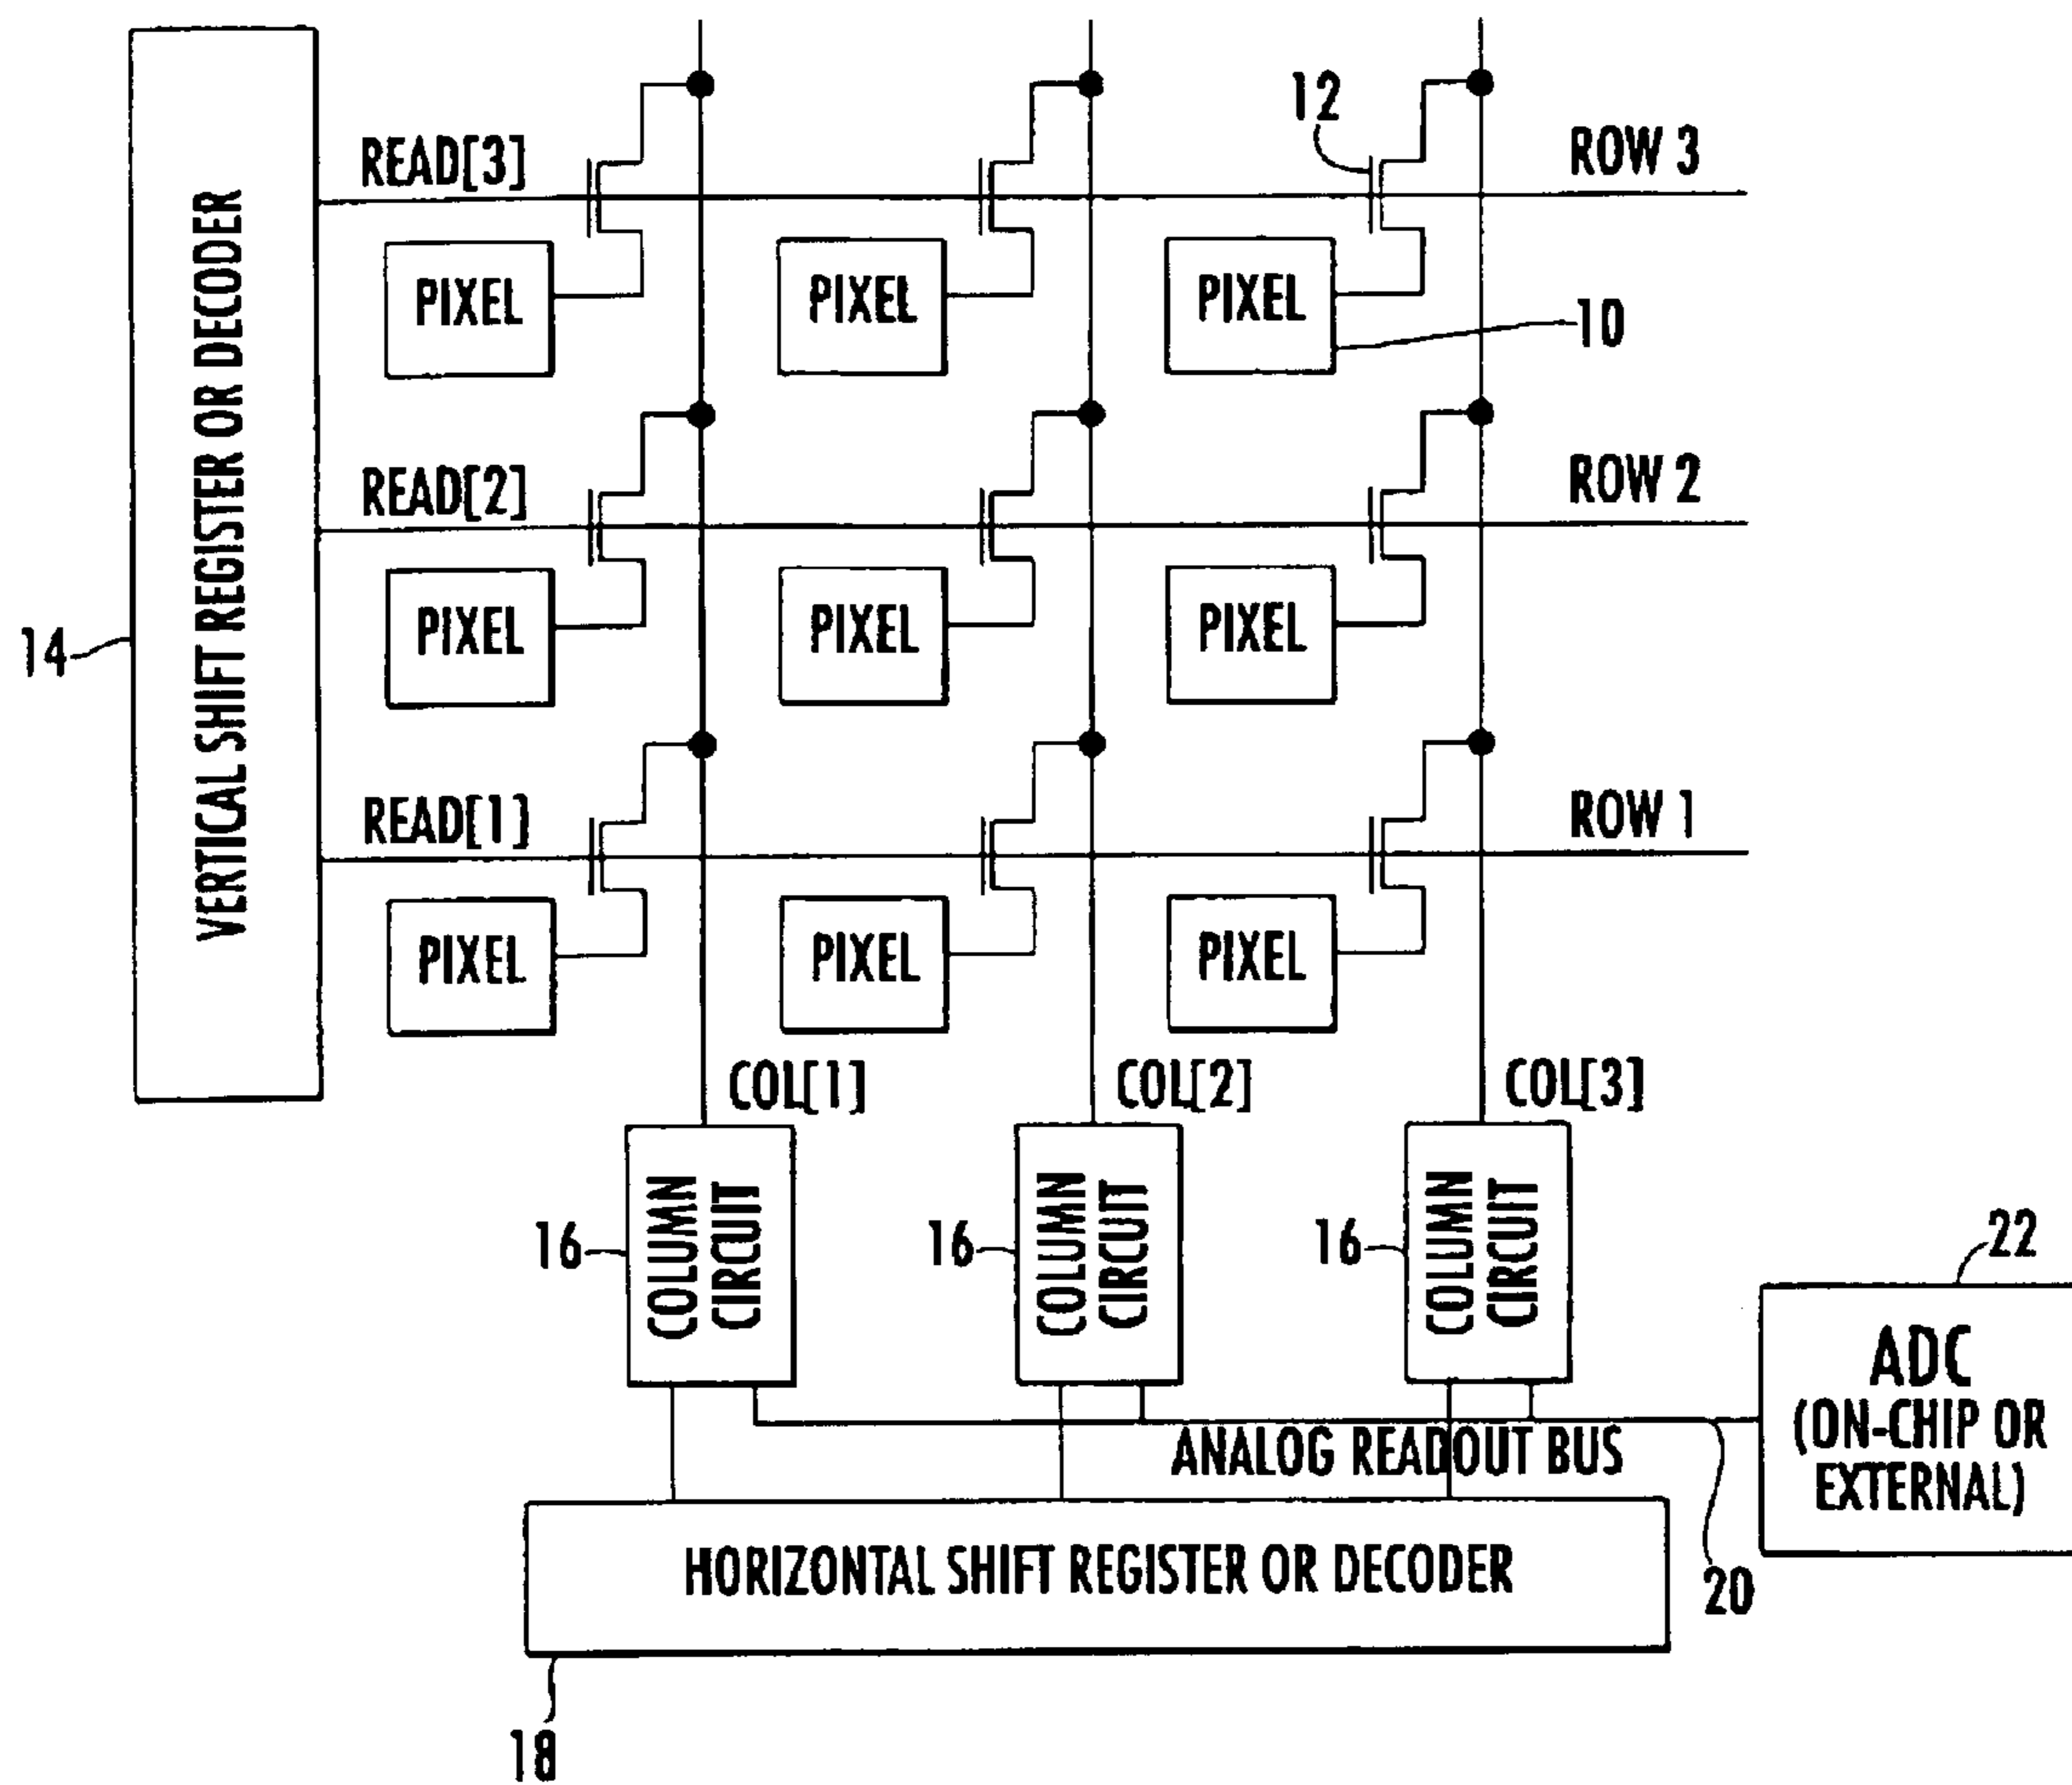 12
READ[3]
ROW 3
VERTICAL SHIFT REGISTER OR DECODER
PIXEL
PIXEL
PIXEL
10
READ[2]
ROW 2
PIXEL
PIXEL
PIXEL
14
READ[1]
ROW 1
PIXEL
PIXEL
PIXEL
COL[1]
COL[2]
COL[3]
16
COLUMN
CIRCUIT
16
COLUMN
CIRCUIT
16
COLUMN
CIRCUIT
22
ADC
(ON-CHIP OR
EXTERNAL)
ANALOG READOUT BUS
HORIZONTAL SHIFT REGISTER OR DECODER
20
18